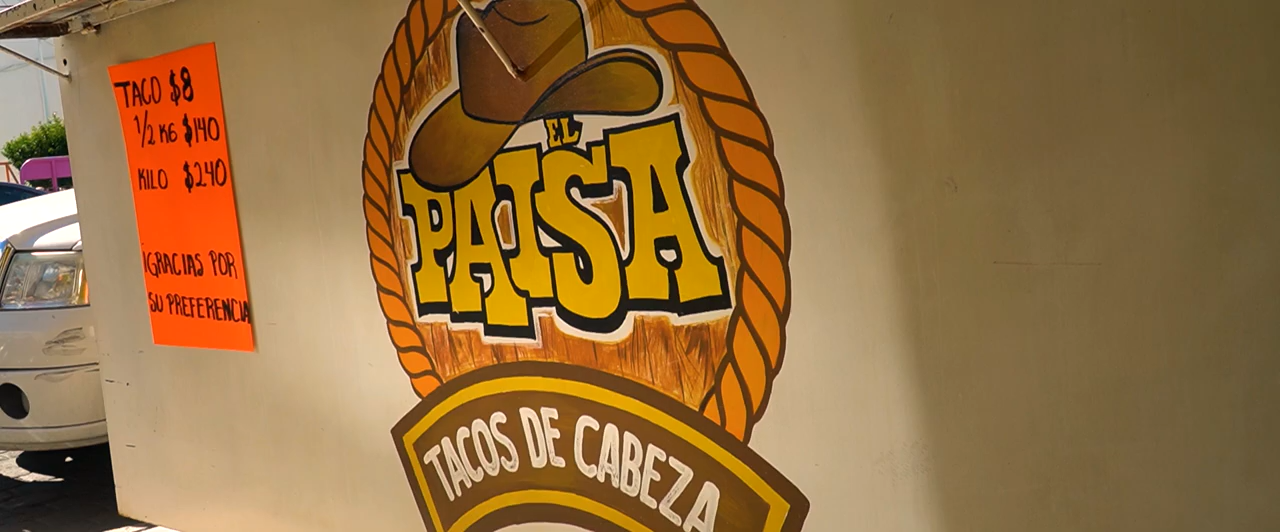 TACO $8
1/2 KG $140
KILO $240
¡GRACIAS POR
SU PREFERENCIA
EL
PAISA
TACOS DE CABEZA